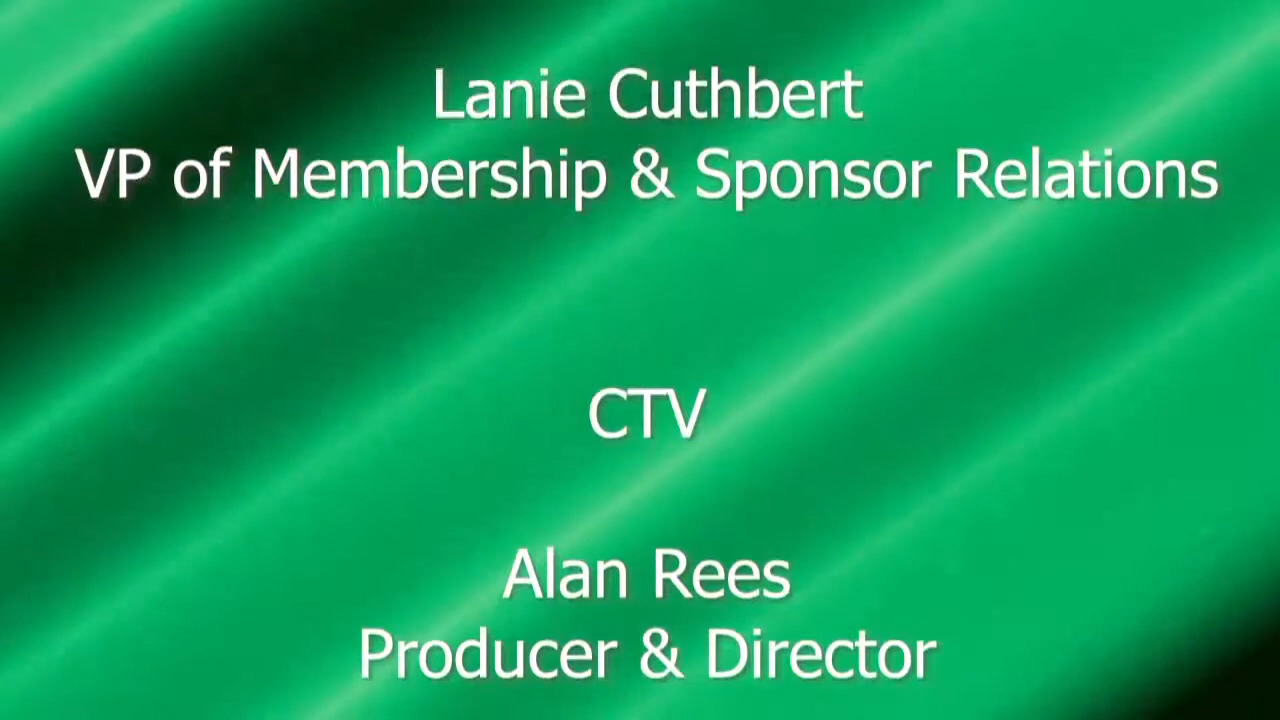 Lanie Cuthbert
VP of Membership & Sponsor Relations
CTV
Alan Rees
Producer & Director